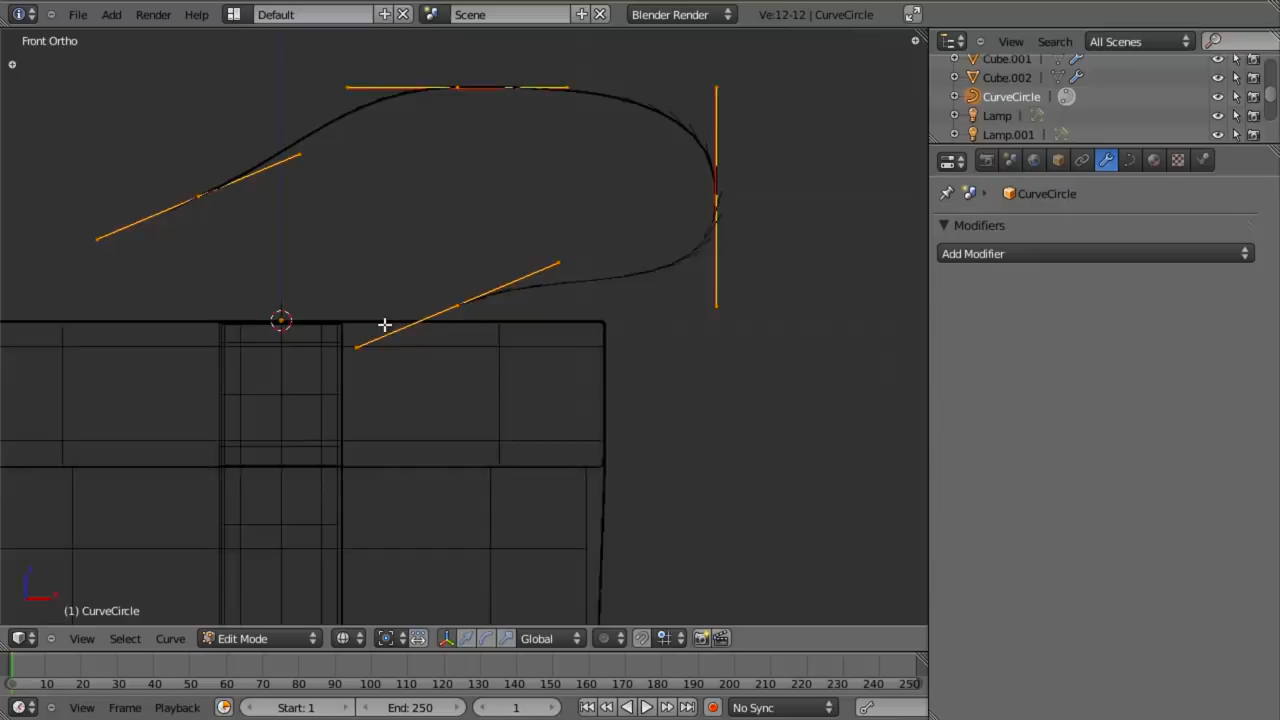 File Add Render Help Default Scene Blender Render Ve:12-12 | CurveCircle
Front Ortho
View Search All Scenes
Cube.001
Cube.002
CurveCircle
Lamp
Lamp.001
CurveCircle
Modifiers
Add Modifier
(1) CurveCircle
View Select Curve Edit Mode Global
10 20 30 40 50 60 70 80 90 100 110 120 130 140 150 160 170 180 190 200 210 220 230 240 250
View Frame Playback Start: 1 End: 250 1 No Sync